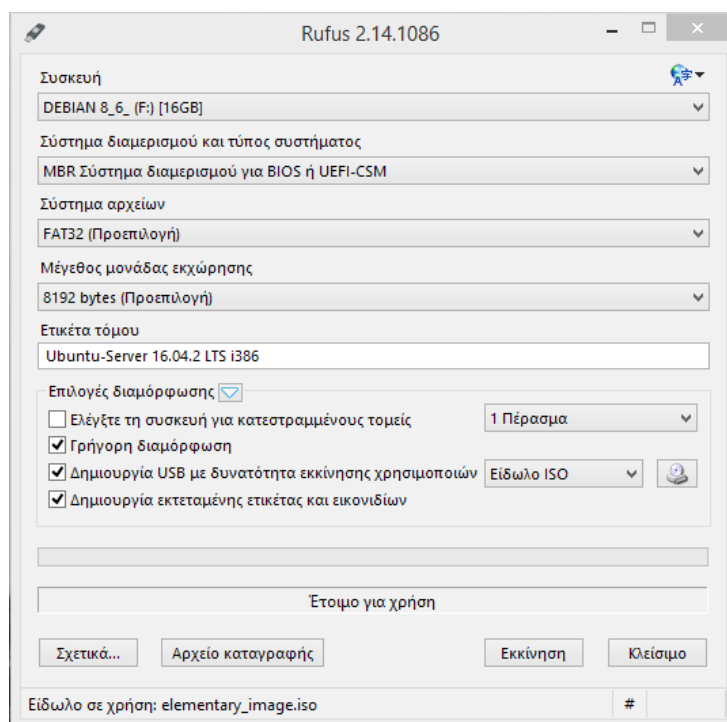 Rufus 2.14.1086
Συσκευή
DEBIAN 8_6_ (F:) [16GB]
Σύστημα διαμερισμού και τύπος συστήματος
MBR Σύστημα διαμερισμού για BIOS ή UEFI-CSM
Σύστημα αρχείων
FAT32 (Προεπιλογή)
Μέγεθος μονάδας εκχώρησης
8192 bytes (Προεπιλογή)
Ετικέτα τόμου
Ubuntu-Server 16.04.2 LTS i386
Επιλογές διαμόρφωσης
Ελέγξτε τη συσκευή για κατεστραμμένους τομείς 1 Πέρασμα
Γρήγορη διαμόρφωση
Δημιουργία USB με δυνατότητα εκκίνησης χρησιμοποιών Είδωλο ISO
Δημιουργία εκτεταμένης ετικέτας και εικονιδίων
Έτοιμο για χρήση
Σχετικά... Αρχείο καταγραφής Εκκίνηση Κλείσιμο
Είδωλο σε χρήση: elementary_image.iso #